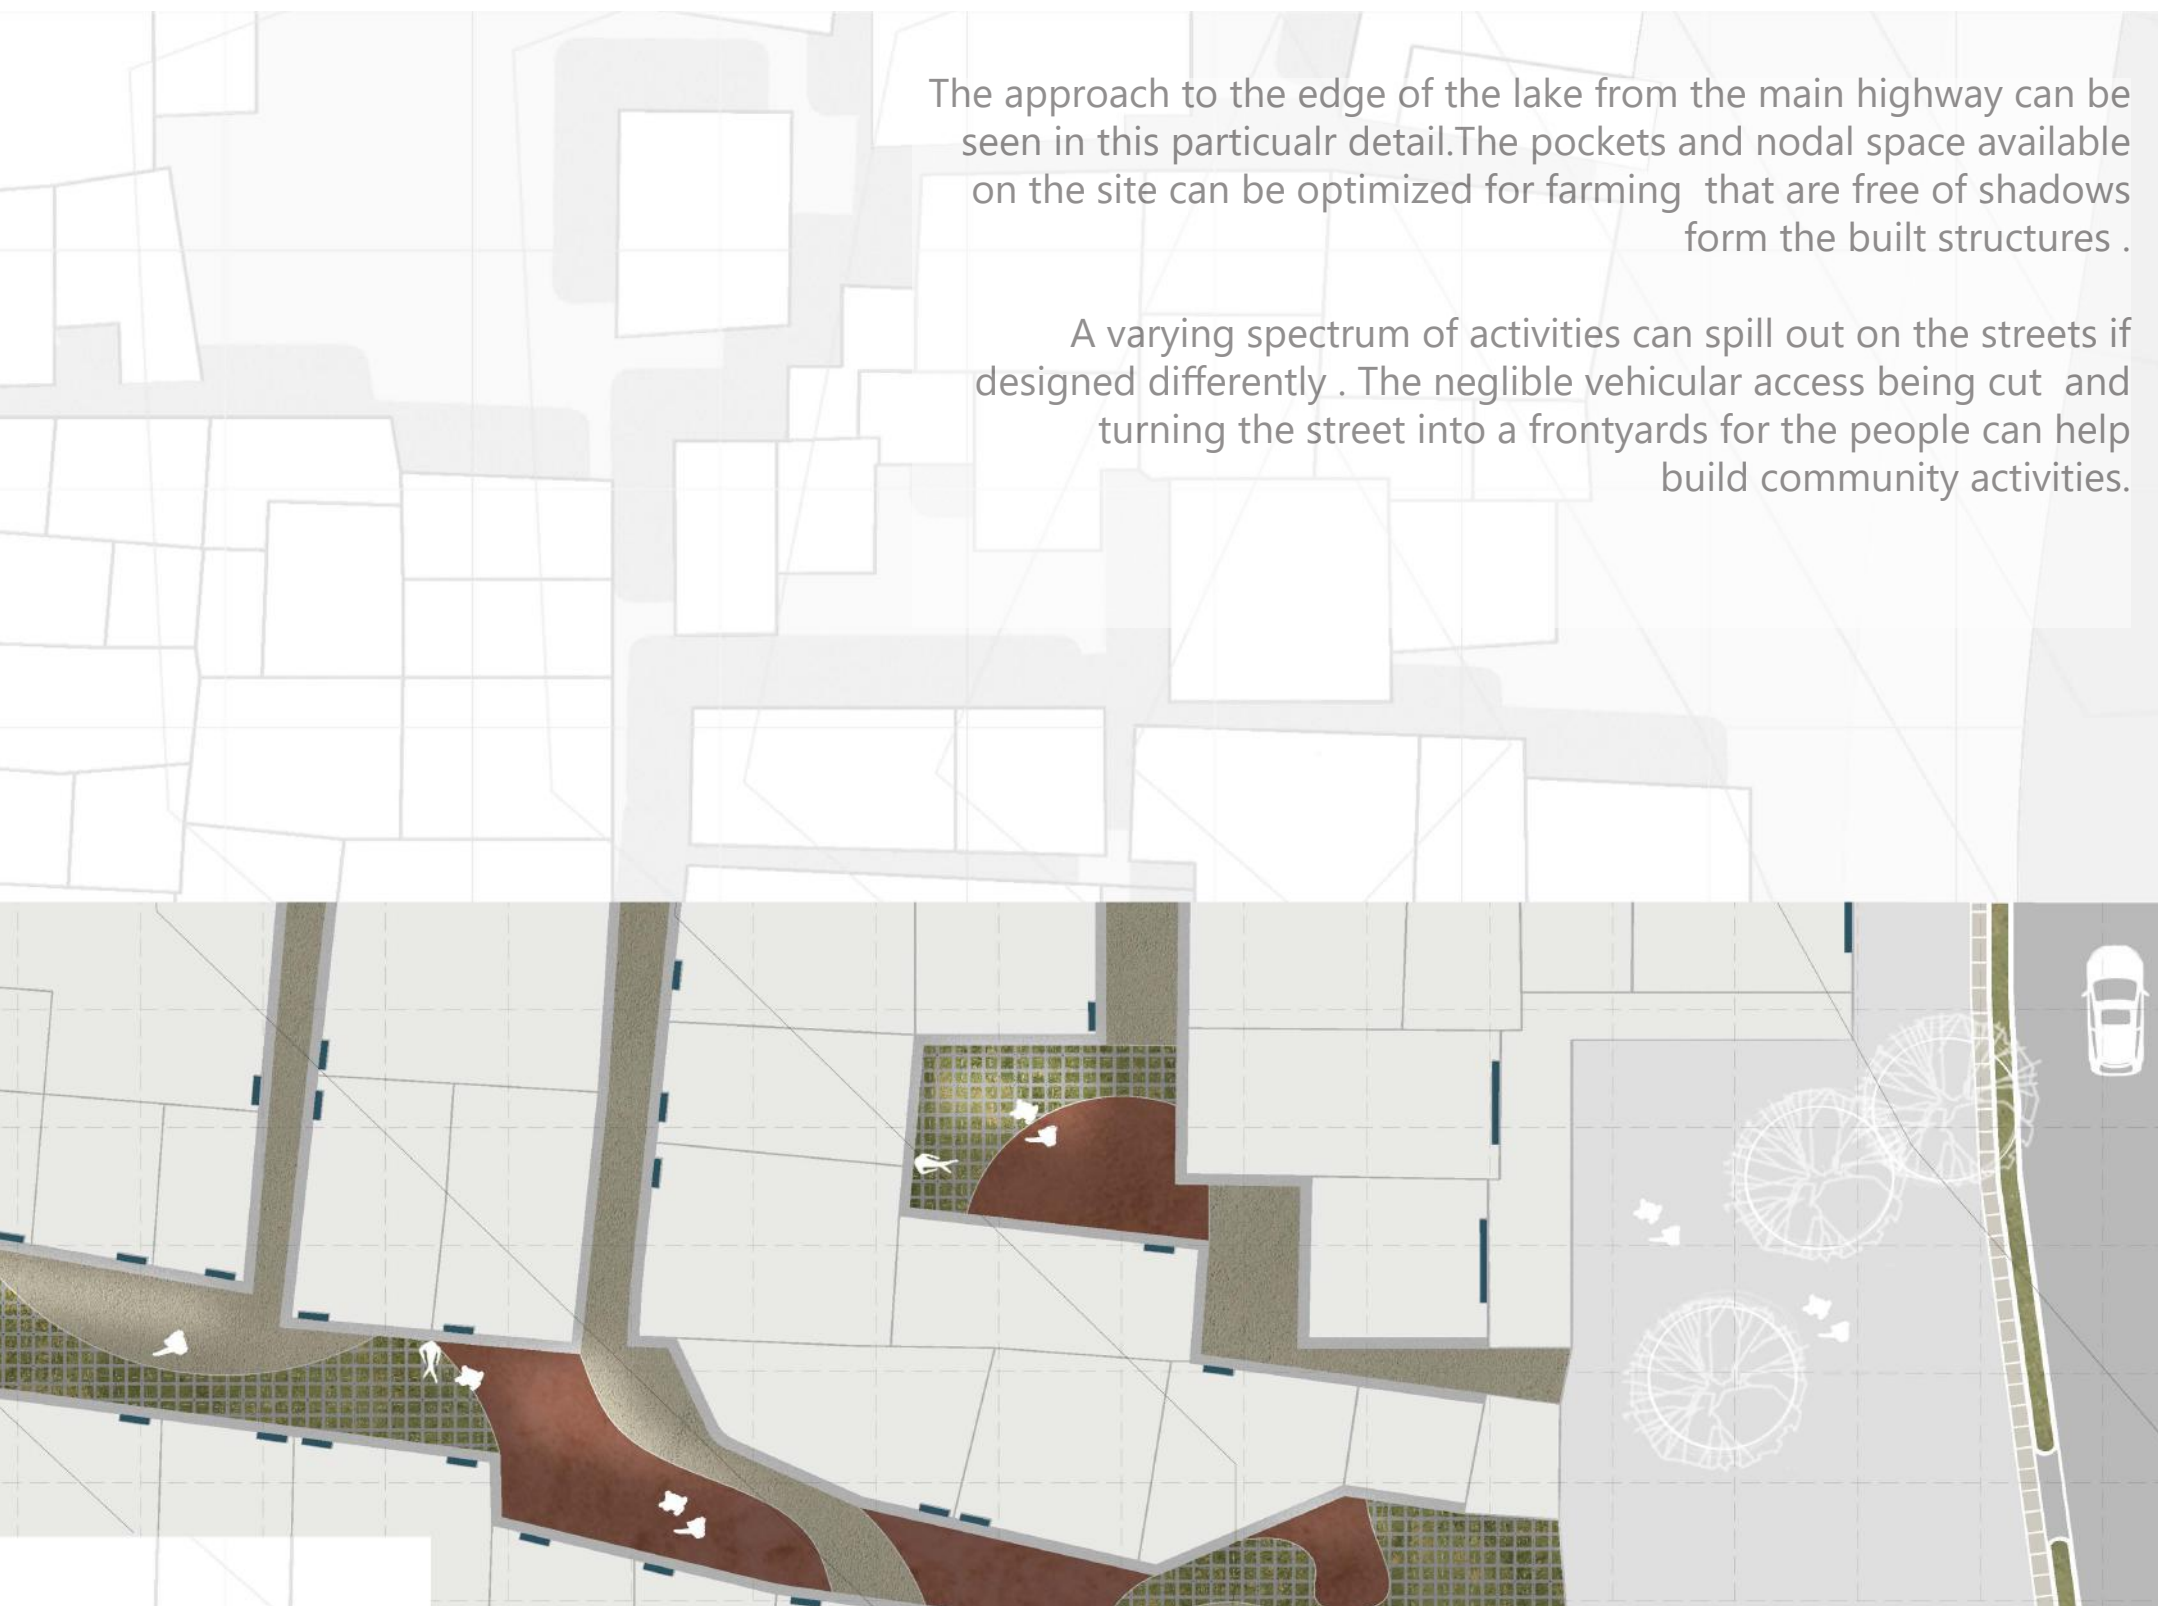 The approach to the edge of the lake from the main highway can be
seen in this particualr detail.The pockets and nodal space available
on the site can be optimized for farming  that are free of shadows
form the built structures .
A varying spectrum of activities can spill out on the streets if
designed differently . The neglible vehicular access being cut  and
turning the street into a frontyards for the people can help
build community activities.